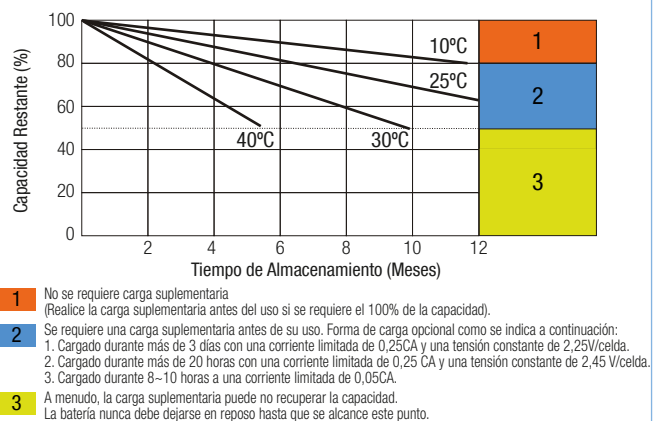 Capacidad Restante (%)
100
80
60
40
20
0
10ºC
25ºC
40ºC
30ºC
1
2
3
2
4
6
8
10
12
Tiempo de Almacenamiento (Meses)
1
No se requiere carga suplementaria
(Realice la carga suplementaria antes del uso si se requiere el 100% de la capacidad).
2
Se requiere una carga suplementaria antes de su uso. Forma de carga opcional como se indica a continuación:
1. Cargado durante más de 3 días con una corriente limitada de 0,25CA y una tensión constante de 2,25V/celda.
2. Cargado durante más de 20 horas con una corriente limitada de 0,25 CA y una tensión constante de 2,45 V/celda.
3. Cargado durante 8~10 horas a una corriente limitada de 0,05CA.
3
A menudo, la carga suplementaria puede no recuperar la capacidad.
La batería nunca debe dejarse en reposo hasta que se alcance este punto.